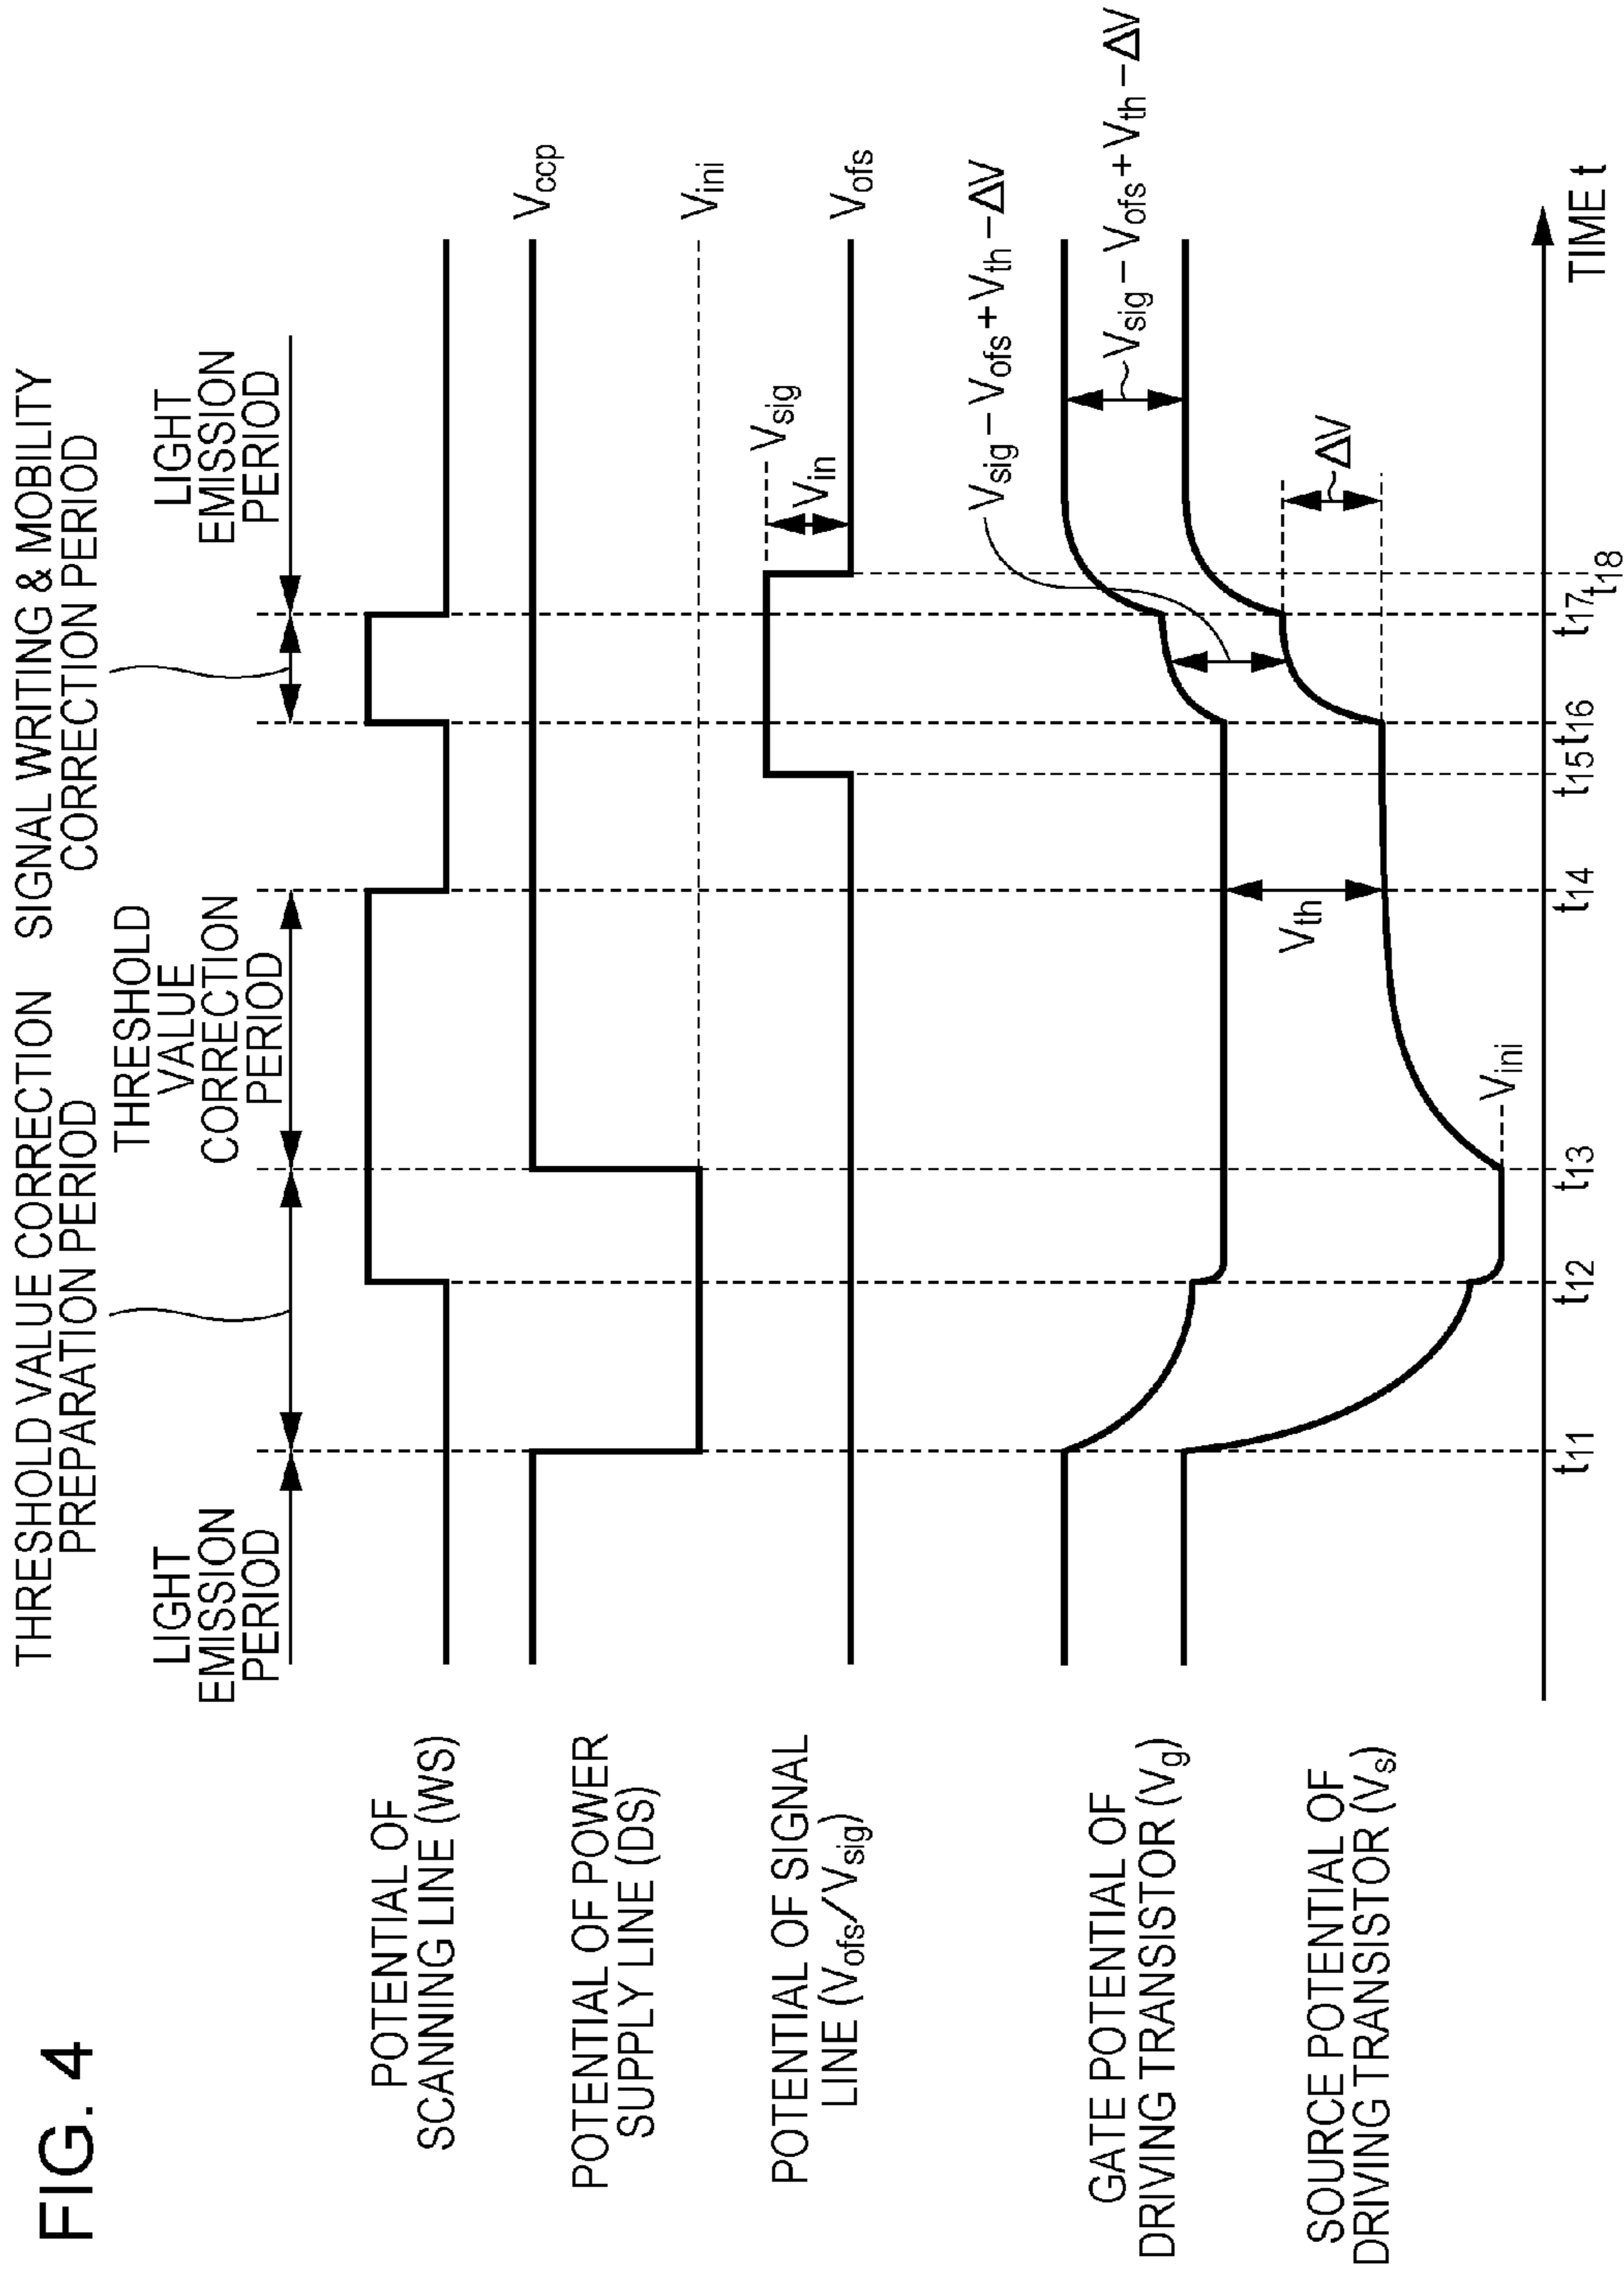 FIG. 4
THRESHOLD VALUE CORRECTION
PREPARATION PERIOD
SIGNAL WRITING & MOBILITY
CORRECTION PERIOD
LIGHT
EMISSION
PERIOD
THRESHOLD
VALUE
CORRECTION
PERIOD
LIGHT
EMISSION
PERIOD
POTENTIAL OF
SCANNING LINE (WS)
POTENTIAL OF POWER
SUPPLY LINE (DS)
Vccp
Vini
POTENTIAL OF SIGNAL
LINE (Vofs/Vsig)
Vsig
Vin
Vofs
GATE POTENTIAL OF
DRIVING TRANSISTOR (Vg)
Vsig−Vofs+Vth−ΔV
Vsig−Vofs+Vth−ΔV
SOURCE POTENTIAL OF
DRIVING TRANSISTOR (Vs)
Vth
ΔV
Vini
t11
t12
t13
t14
t15
t16
t17
t18
TIME t